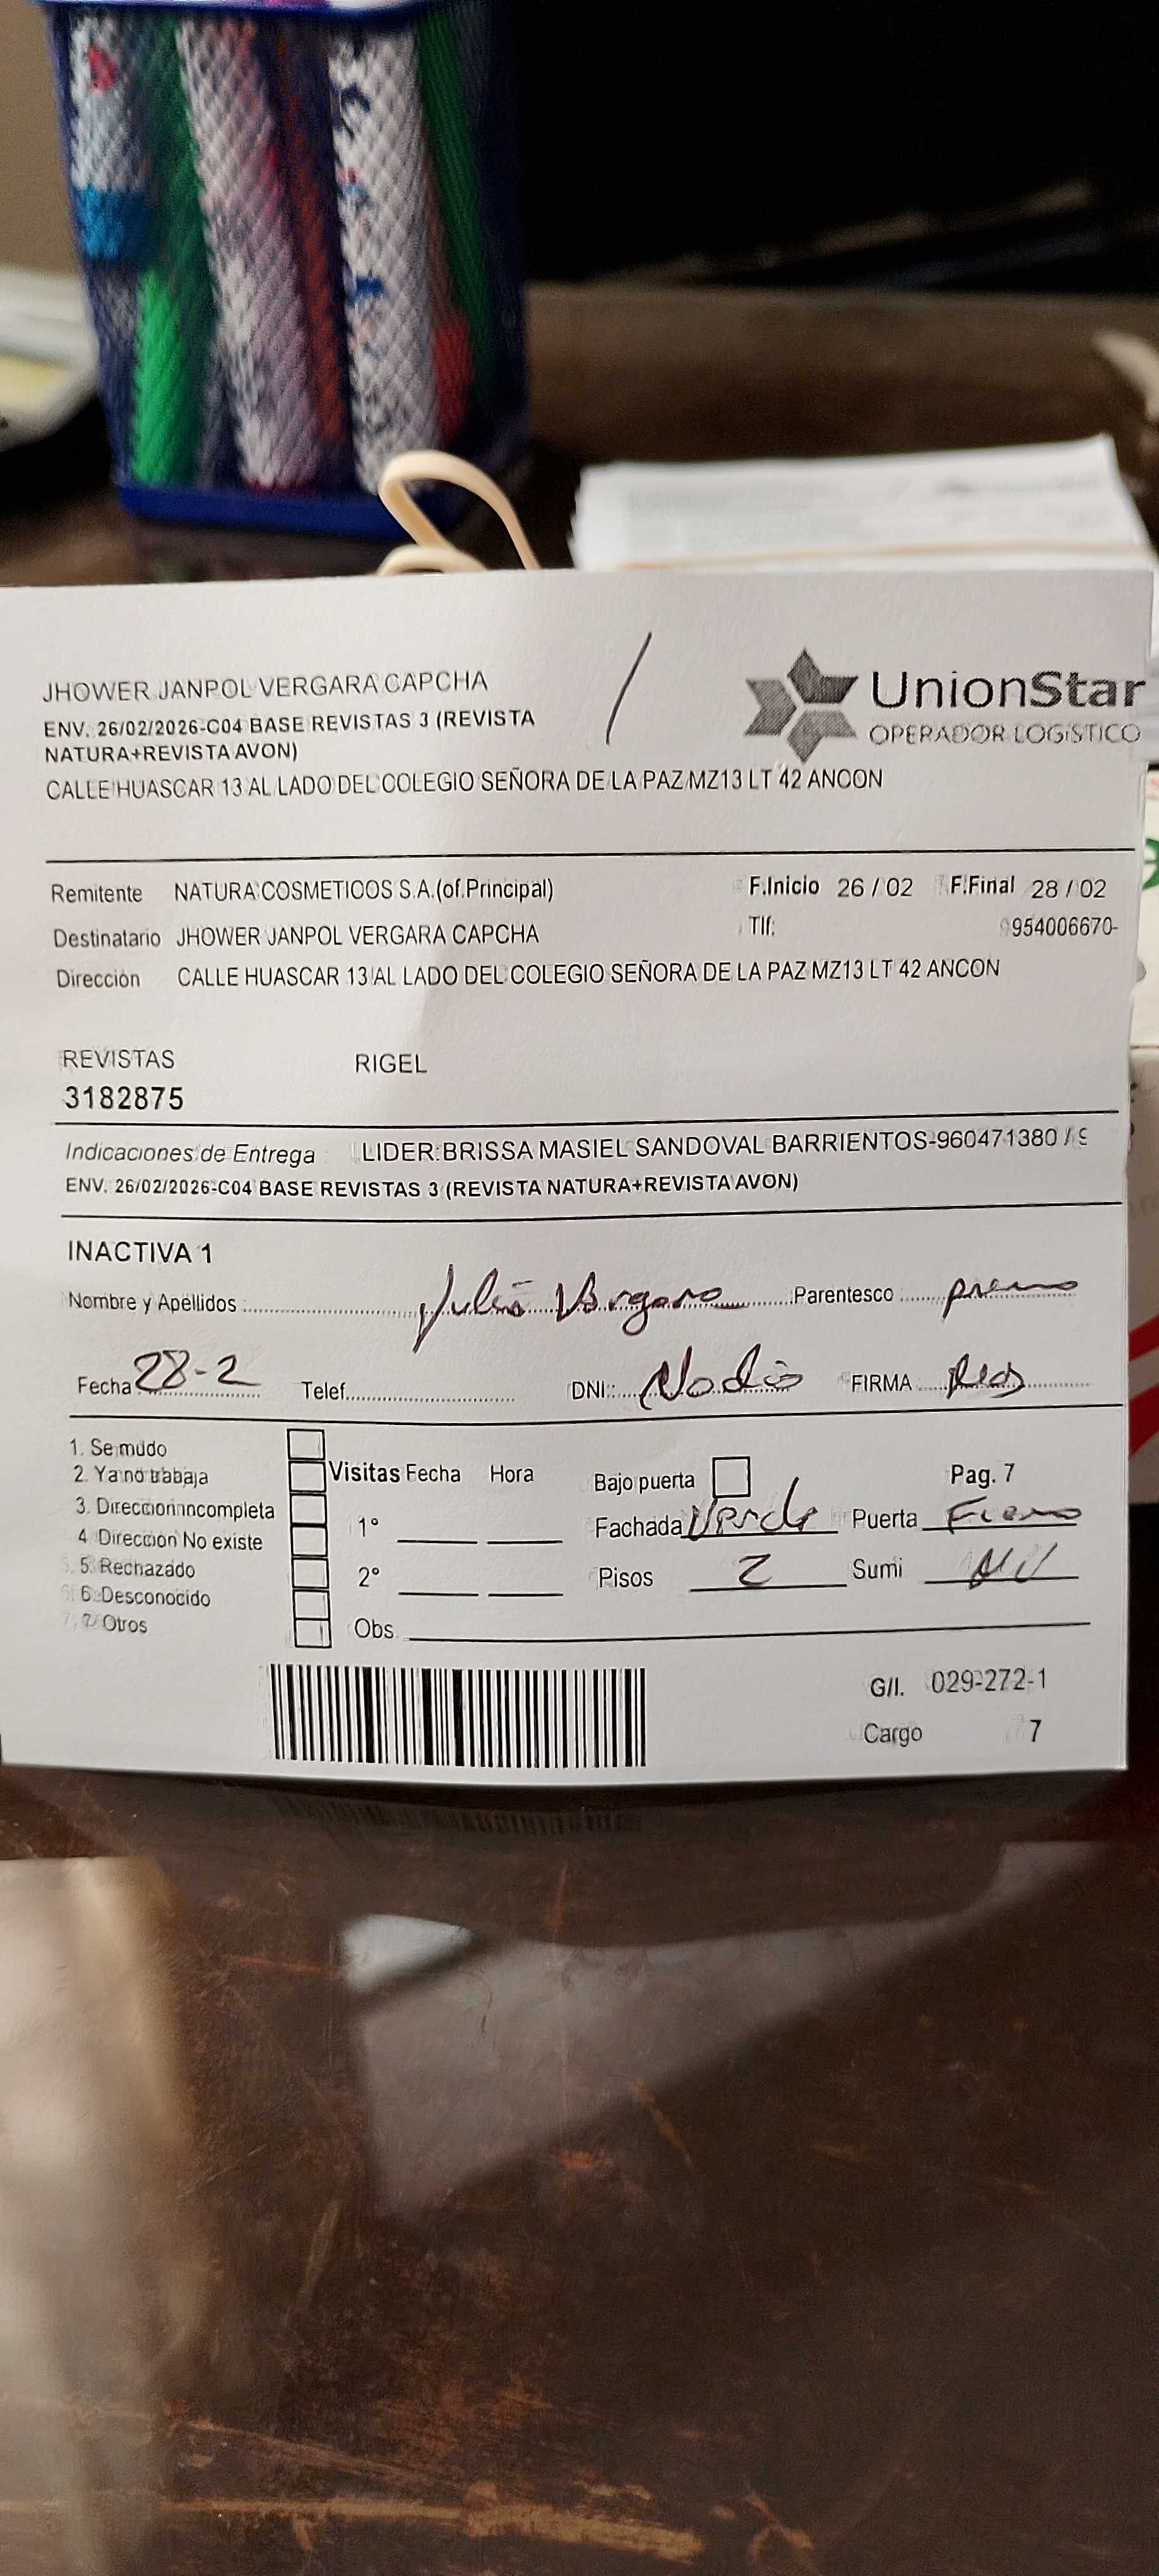 JHOWER JANPOL VERGARA CAPCHA
ENV. 26/02/2026-C04 BASE REVISTAS 3 (REVISTA
NATURA+REVISTA AVON)
CALLE HUASCAR 13 AL LADO DEL COLEGIO SEÑORA DE LA PAZ MZ13 LT 42 ANCON
UnionStar
OPERADOR LOGÍSTICO
Remitente NATURA COSMETICOS S.A.(of.Principal) F.Inicio 26 / 02 F.Final 28 / 02
Destinatario JHOWER JANPOL VERGARA CAPCHA Tlf: 954006670-
Dirección CALLE HUASCAR 13 AL LADO DEL COLEGIO SEÑORA DE LA PAZ MZ13 LT 42 ANCON
REVISTAS RIGEL
3182875
Indicaciones de Entrega LIDER:BRISSA MASIEL SANDOVAL BARRIENTOS-960471380 / 9
ENV. 26/02/2026-C04 BASE REVISTAS 3 (REVISTA NATURA+REVISTA AVON)
INACTIVA 1
Nombre y Apellidos Vergara Parentesco
Fecha 28-2 Telef. DNI: FIRMA
1. Se mudo
2. Ya no trabaja
3. Direccion incompleta
4. Direccion No existe
5. Rechazado
6. Desconocido
7. Otros
Visitas Fecha Hora
1°
2°
Obs.
Bajo puerta Pag. 7
Fachada Verde Puerta Fierro
Pisos 2 Sumi
G/I. 029-272-1
Cargo 7